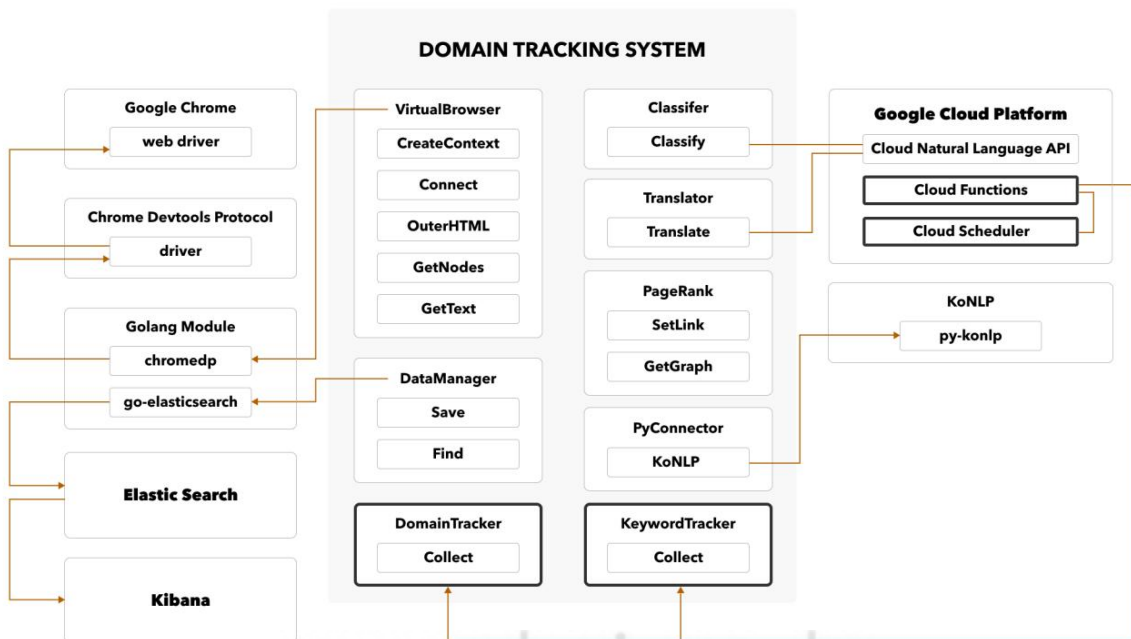 DOMAIN TRACKING SYSTEM
Google Chrome
web driver
Chrome Devtools Protocol
driver
Golang Module
chromedp
go-elasticsearch
Elastic Search
Kibana
VirtualBrowser
CreateContext
Connect
OuterHTML
GetNodes
GetText
DataManager
Save
Find
DomainTracker
Collect
Classifer
Classify
Translator
Translate
PageRank
SetLink
GetGraph
PyConnector
KoNLP
KeywordTracker
Collect
Google Cloud Platform
Cloud Natural Language API
Cloud Functions
Cloud Scheduler
KoNLP
py-konlp